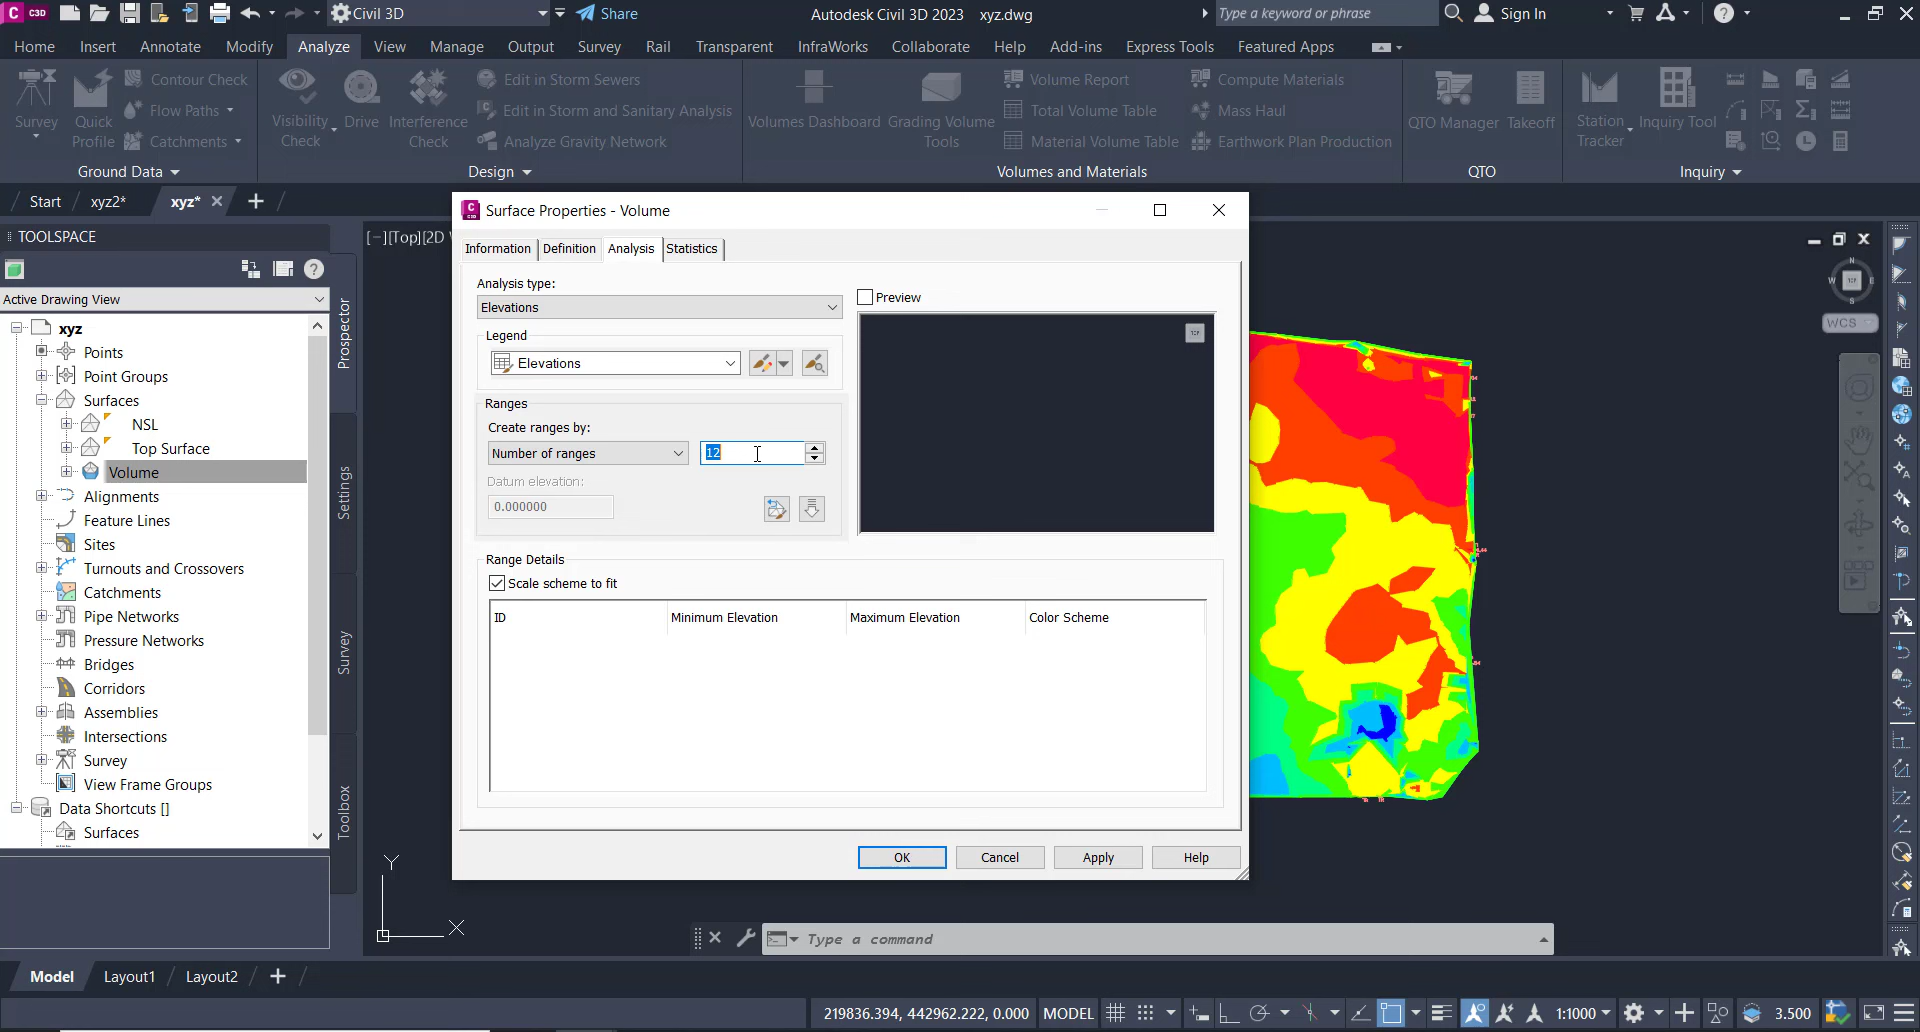 C3D
Civil 3D
Share
Autodesk Civil 3D 2023 xyz.dwg
Type a keyword or phrase
Sign In
Home Insert Annotate Modify Analyze View Manage Output Survey Rail Transparent InfraWorks Collaborate Help Add-ins Express Tools Featured Apps
Survey
Quick Profile
Contour Check
Flow Paths
Catchments
Visibility Check
Drive
Interference Check
Edit in Storm Sewers
Edit in Storm and Sanitary Analysis
Analyze Gravity Network
Volumes Dashboard
Grading Volume Tools
Volume Report
Total Volume Table
Material Volume Table
Compute Materials
Mass Haul
Earthwork Plan Production
QTO Manager
Takeoff
Station Tracker
Inquiry Tool
Ground Data
Design
Volumes and Materials
QTO
Inquiry
Start
xyz2*
xyz*
TOOLSPACE
Active Drawing View
xyz
Points
Point Groups
Surfaces
NSL
Top Surface
Volume
Alignments
Feature Lines
Sites
Turnouts and Crossovers
Catchments
Pipe Networks
Pressure Networks
Bridges
Corridors
Assemblies
Intersections
Survey
View Frame Groups
Data Shortcuts []
Surfaces
Prospector
Settings
Survey
Toolbox
[−][Top][2D
Surface Properties - Volume
Information
Definition
Analysis
Statistics
Analysis type:
Elevations
Legend
Elevations
Ranges
Create ranges by:
Number of ranges
12
Datum elevation:
0.000000
Preview
TOP
Range Details
Scale scheme to fit
ID
Minimum Elevation
Maximum Elevation
Color Scheme
OK
Cancel
Apply
Help
N
TOP
E
S
WCS
Y
X
Type a command
Model
Layout1
Layout2
219836.394, 442962.222, 0.000
MODEL
1:1000
3.500